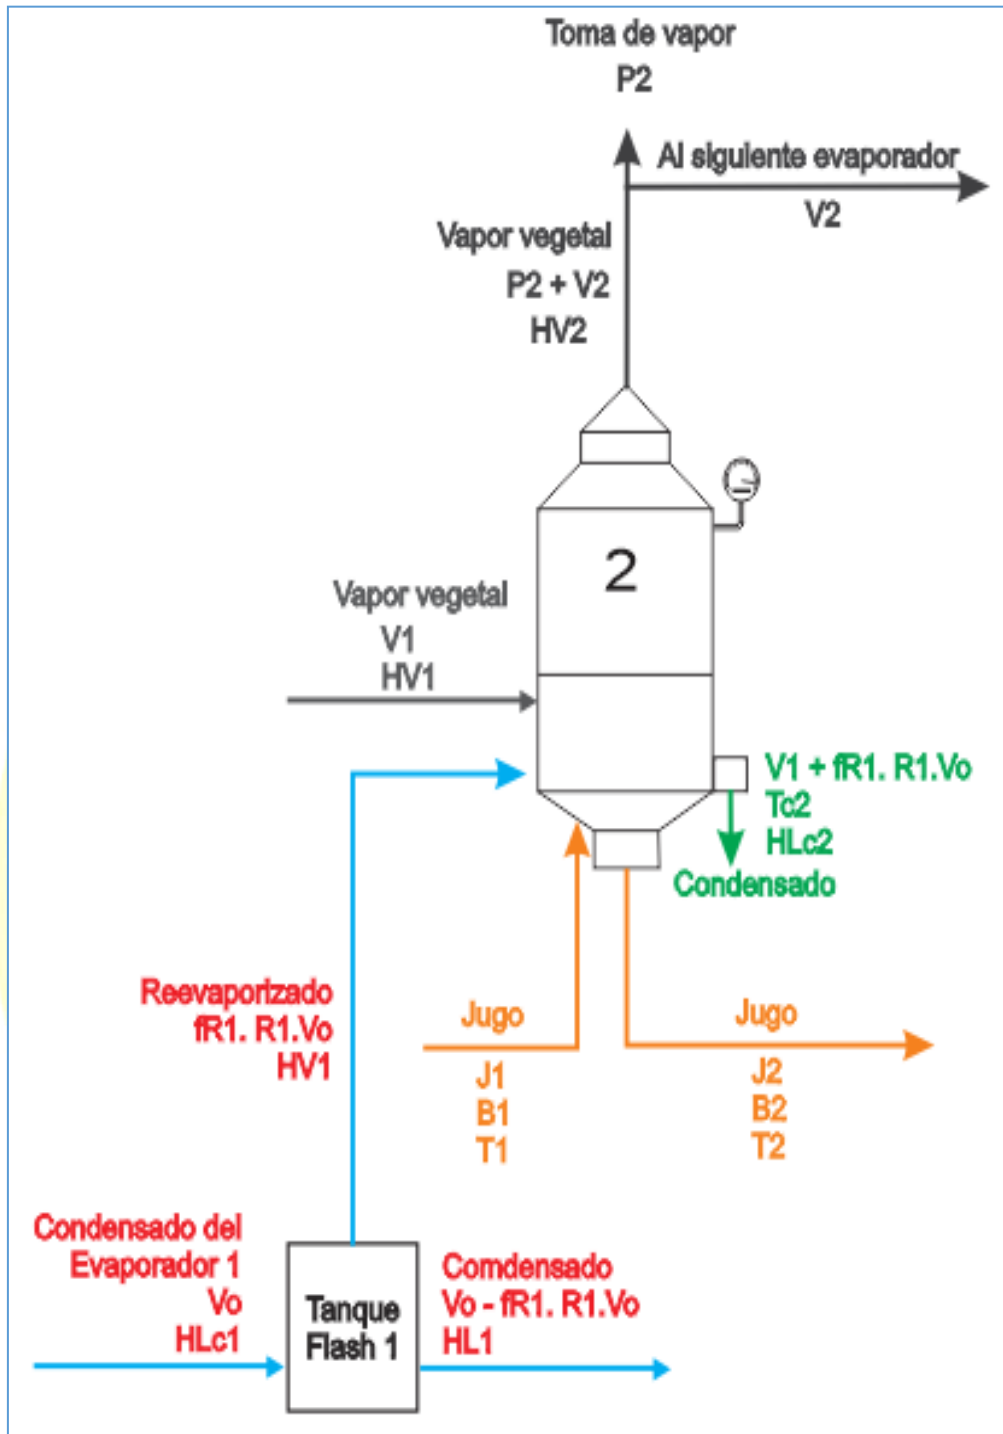 Toma de vapor
P2
Al siguiente evaporador
V2
Vapor vegetal
P2 + V2
HV2
2
Vapor vegetal
V1
HV1
V1 + fR1. R1.Vo
Tc2
HLc2
Condensado
Reevaporizado
fR1. R1.Vo
HV1
Jugo
J1
B1
T1
Jugo
J2
B2
T2
Condensado del
Evaporador 1
Vo
HLc1
Tanque
Flash 1
Comdensado
Vo - fR1. R1.Vo
HL1